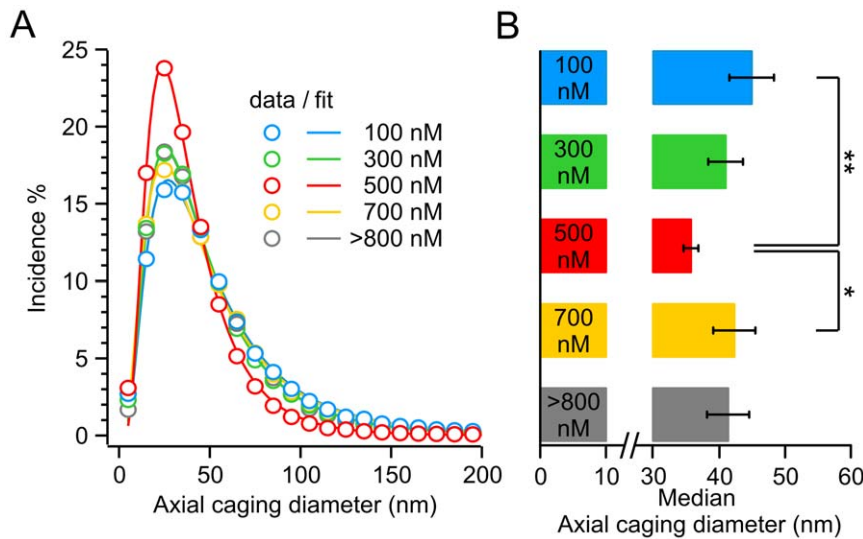 A
25
20
15
10
5
0
Incidence %
0
50
100
150
200
Axial caging diameter (nm)
data / fit
100 nM
300 nM
500 nM
700 nM
>800 nM
B
100
nM
300
nM
500
nM
700
nM
>800
nM
**
*
0
10
30
40
50
60
Median
Axial caging diameter (nm)